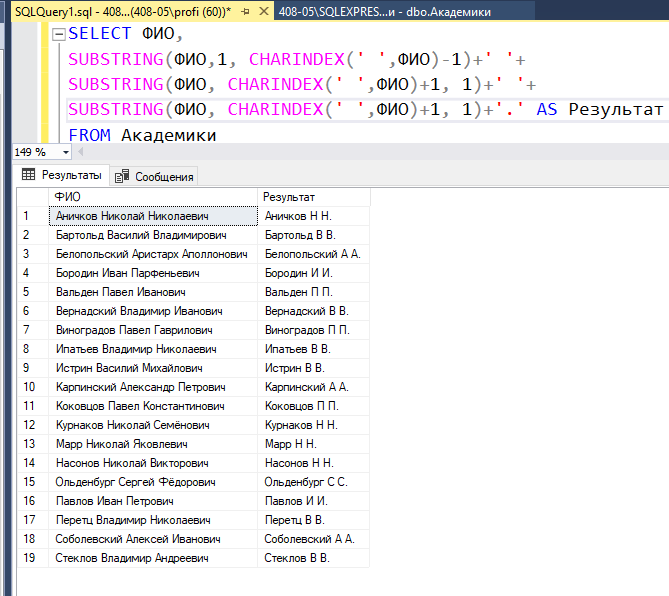 SQLQuery1.sql - 408...(408-05\profi (60))* 408-05\SQLEXPRES...и - dbo.Академики
SELECT ФИО,
SUBSTRING(ФИО,1, CHARINDEX(' ',ФИО)-1)+' '+
SUBSTRING(ФИО, CHARINDEX(' ',ФИО)+1, 1)+' '+
SUBSTRING(ФИО, CHARINDEX(' ',ФИО)+1, 1)+'.' AS Результат
FROM Академики
149 %
Результаты Сообщения
ФИО Результат
1 Аничков Николай Николаевич Аничков Н Н.
2 Бартольд Василий Владимирович Бартольд В В.
3 Белопольский Аристарх Аполлонович Белопольский А А.
4 Бородин Иван Парфеньевич Бородин И И.
5 Вальден Павел Иванович Вальден П П.
6 Вернадский Владимир Иванович Вернадский В В.
7 Виноградов Павел Гаврилович Виноградов П П.
8 Ипатьев Владимир Николаевич Ипатьев В В.
9 Истрин Василий Михайлович Истрин В В.
10 Карпинский Александр Петрович Карпинский А А.
11 Коковцов Павел Константинович Коковцов П П.
12 Курнаков Николай Семёнович Курнаков Н Н.
13 Марр Николай Яковлевич Марр Н Н.
14 Насонов Николай Викторович Насонов Н Н.
15 Ольденбург Сергей Фёдорович Ольденбург С С.
16 Павлов Иван Петрович Павлов И И.
17 Перетц Владимир Николаевич Перетц В В.
18 Соболевский Алексей Иванович Соболевский А А.
19 Стеклов Владимир Андреевич Стеклов В В.